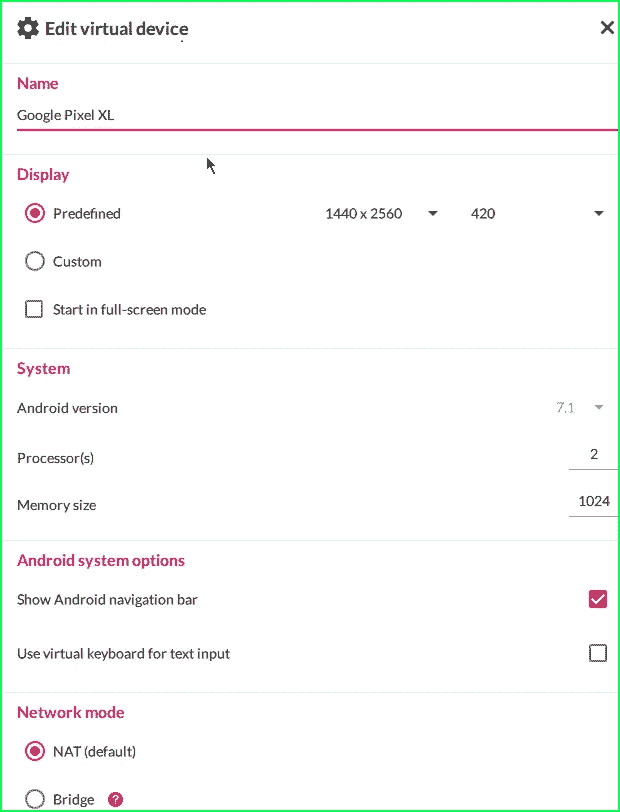 Edit virtual device
Name
Google Pixel XL
Display
Predefined 1440 x 2560 420
Custom
Start in full-screen mode
System
Android version 7.1
Processor(s) 2
Memory size 1024
Android system options
Show Android navigation bar
Use virtual keyboard for text input
Network mode
NAT (default)
Bridge ?